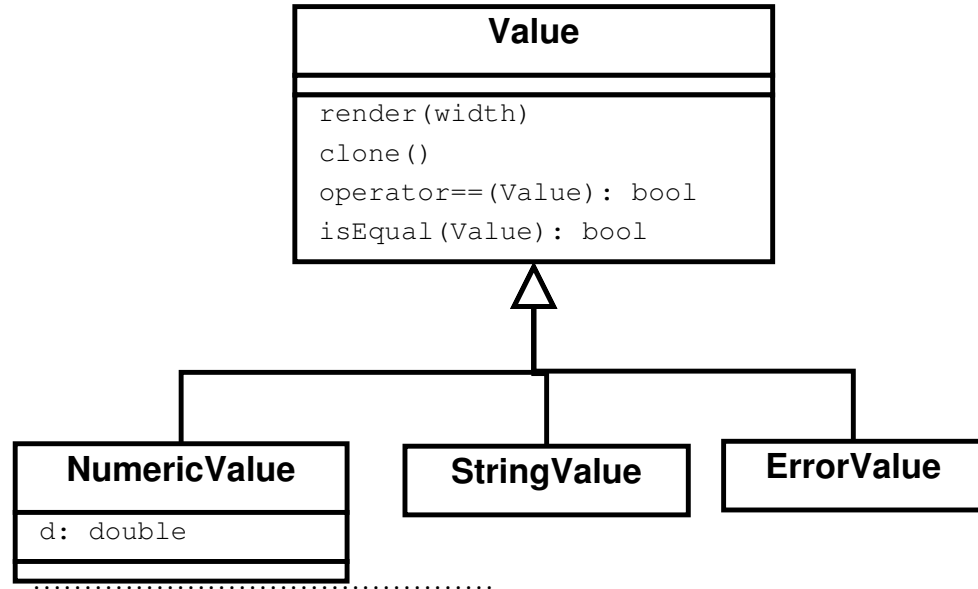 Value
render(width)
clone()
operator==(Value): bool
isEqual(Value): bool
NumericValue
StringValue
ErrorValue
d: double
.............................................